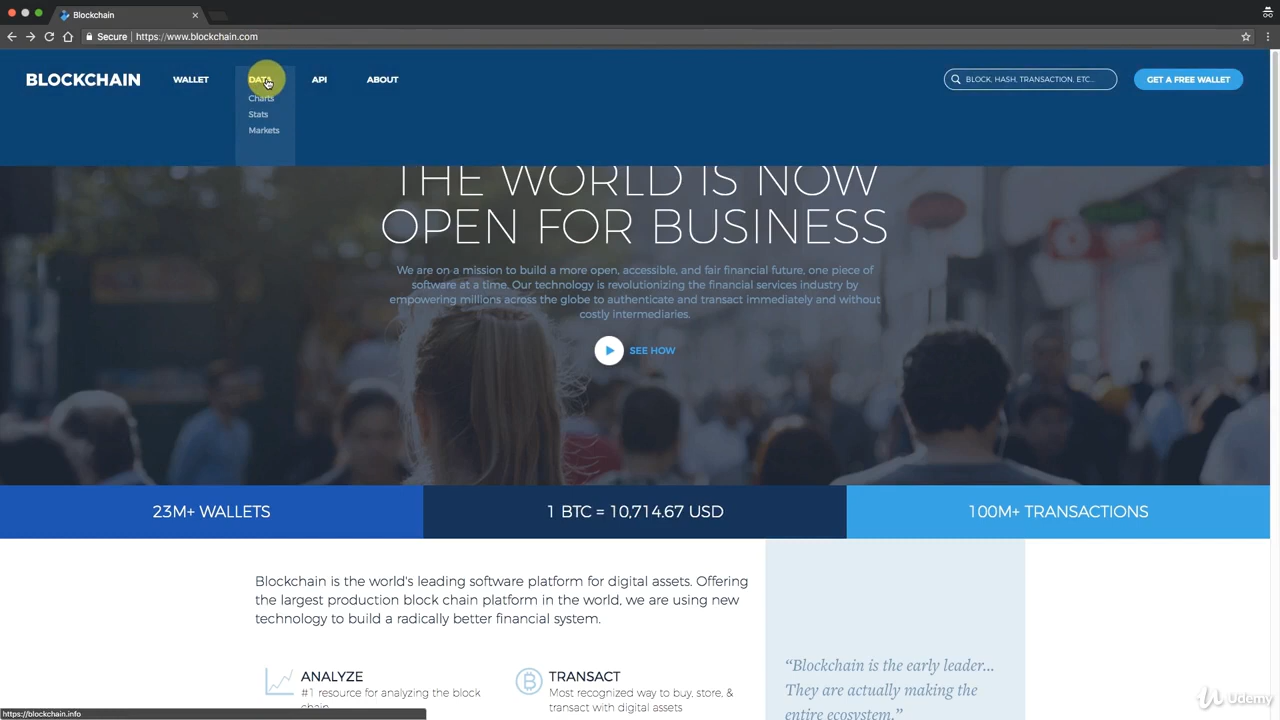 Blockchain
Secure
https://www.blockchain.com
BLOCKCHAIN
WALLET
DATA
API
ABOUT
BLOCK, HASH, TRANSACTION, ETC...
GET A FREE WALLET
Charts
Stats
Markets
THE WORLD IS NOW
OPEN FOR BUSINESS
We are on a mission to build a more open, accessible, and fair financial future, one piece of
software at a time. Our technology is revolutionizing the financial services industry by
empowering millions across the globe to authenticate and transact immediately and without
costly intermediaries.
SEE HOW
23M+ WALLETS
1 BTC = 10,714.67 USD
100M+ TRANSACTIONS
Blockchain is the world's leading software platform for digital assets. Offering
the largest production block chain platform in the world, we are using new
technology to build a radically better financial system.
ANALYZE
#1 resource for analyzing the block
chain
TRANSACT
Most recognized way to buy, store, &
transact with digital assets
“Blockchain is the early leader...
They are actually making the
entire ecosystem.”
https://blockchain.info
Udemy